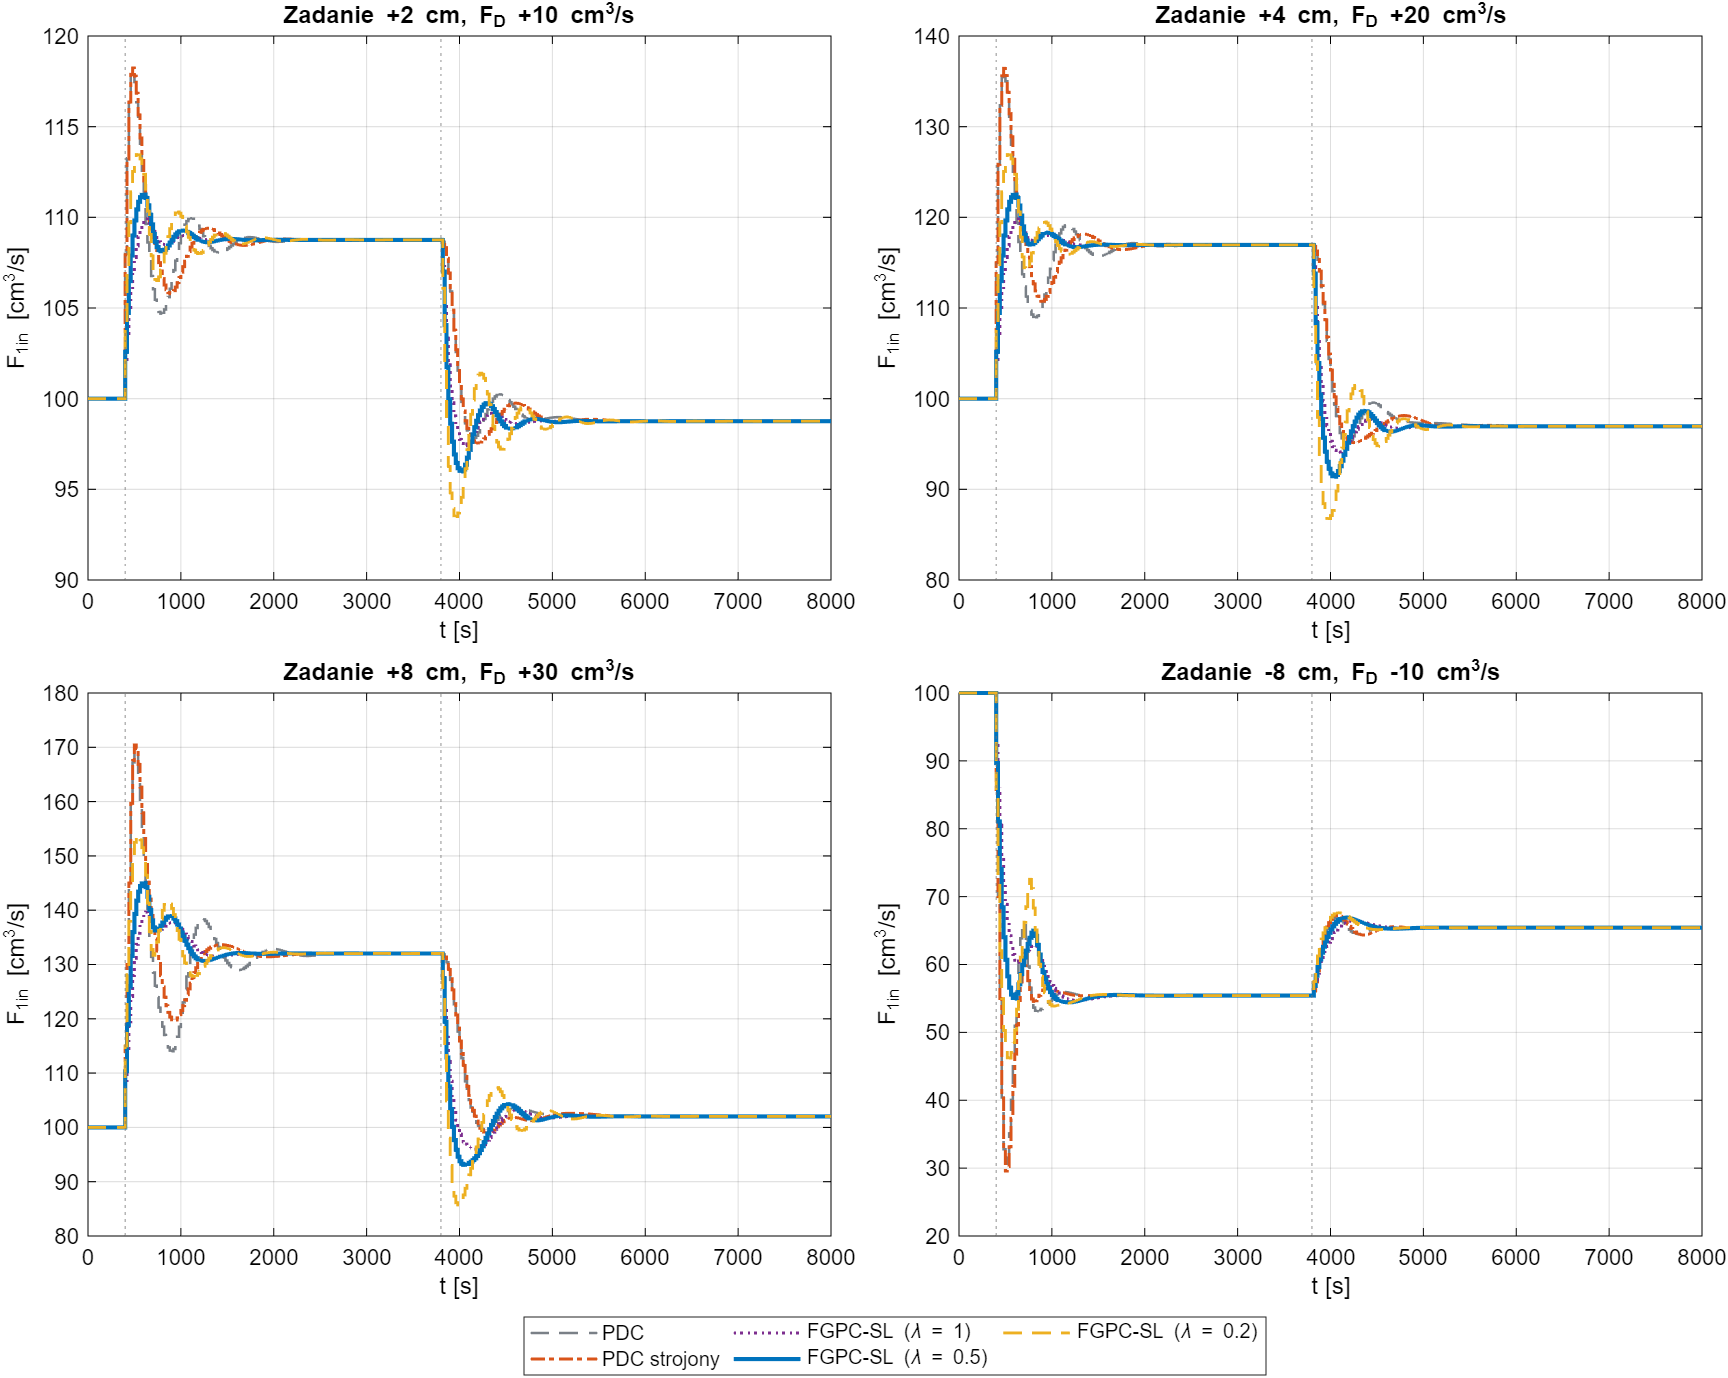 Zadanie +2 cm, F_D +10 cm³/s
120
115
110
105
100
95
90
F₁ᵢₙ [cm³/s]
0 1000 2000 3000 4000 5000 6000 7000 8000
t [s]
Zadanie +4 cm, F_D +20 cm³/s
140
130
120
110
100
90
80
F₁ᵢₙ [cm³/s]
0 1000 2000 3000 4000 5000 6000 7000 8000
t [s]
Zadanie +8 cm, F_D +30 cm³/s
180
170
160
150
140
130
120
110
100
90
80
F₁ᵢₙ [cm³/s]
0 1000 2000 3000 4000 5000 6000 7000 8000
t [s]
Zadanie -8 cm, F_D -10 cm³/s
100
90
80
70
60
50
40
30
20
F₁ᵢₙ [cm³/s]
0 1000 2000 3000 4000 5000 6000 7000 8000
t [s]
PDC
PDC strojony
FGPC-SL (λ = 1)
FGPC-SL (λ = 0.5)
FGPC-SL (λ = 0.2)